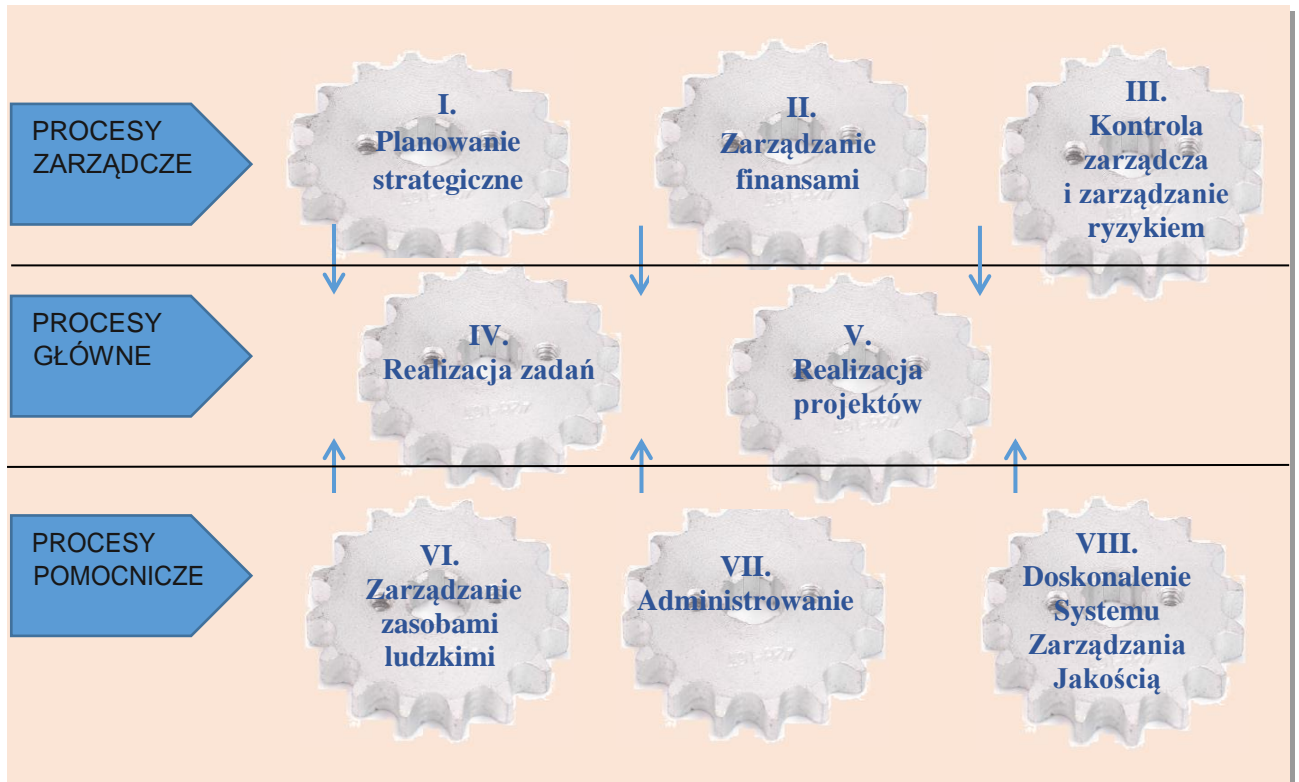 PROCESY
ZARZĄDCZE
I.
Planowanie
strategiczne
II.
Zarządzanie
finansami
III.
Kontrola
zarządcza
i zarządzanie
ryzykiem
PROCESY
GŁÓWNE
IV.
Realizacja zadań
V.
Realizacja
projektów
PROCESY
POMOCNICZE
VI.
Zarządzanie
zasobami
ludzkimi
VII.
Administrowanie
VIII.
Doskonalenie
Systemu
Zarządzania
Jakością